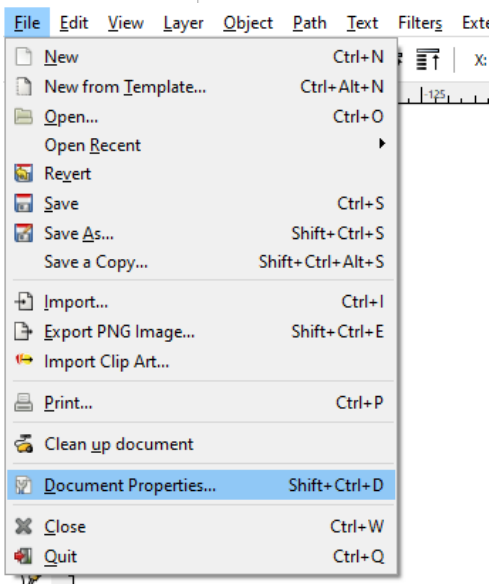 File Edit View Layer Object Path Text Filters Exte
New Ctrl+N
X:
New from Template... Ctrl+Alt+N
-125
Open... Ctrl+O
Open Recent
Revert
Save Ctrl+S
Save As... Shift+Ctrl+S
Save a Copy... Shift+Ctrl+Alt+S
Import... Ctrl+I
Export PNG Image... Shift+Ctrl+E
Import Clip Art...
Print... Ctrl+P
Clean up document
Document Properties... Shift+Ctrl+D
Close Ctrl+W
Quit Ctrl+Q